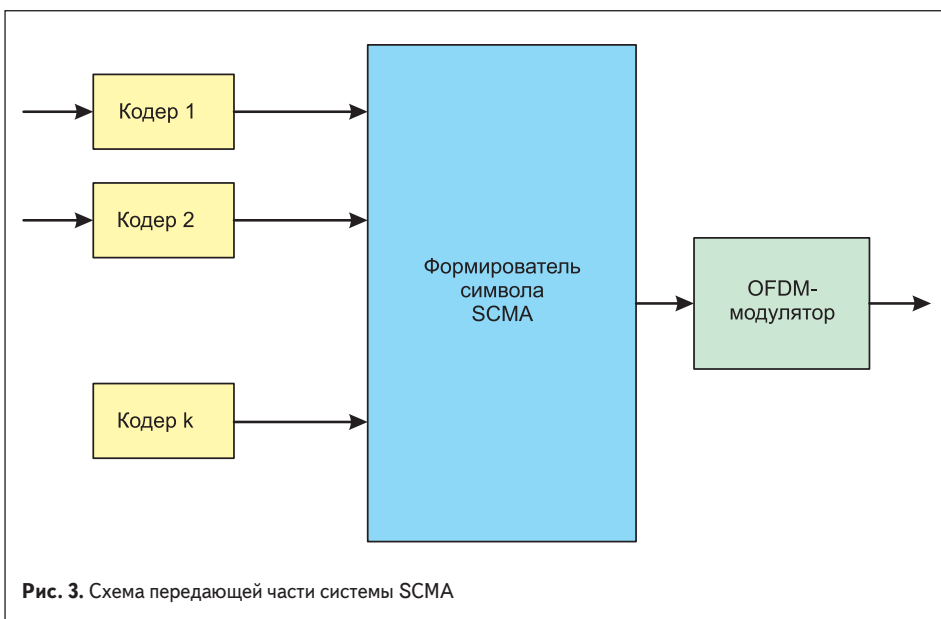 Кодер 1
Кодер 2
Кодер k
Формирователь
символа
SCMA
OFDM-
модулятор
Рис. 3. Схема передающей части системы SCMA